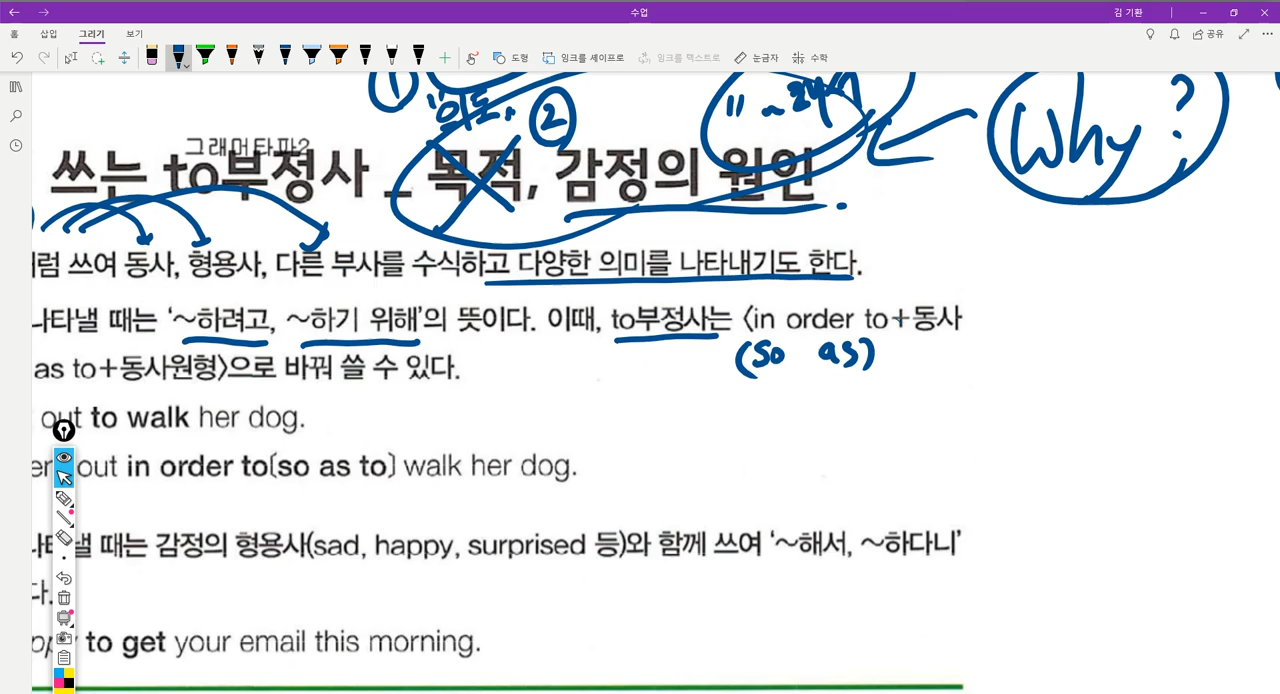 수업
김 기환
홈 삽입 그리기 보기
공유
도형 잉크를 셰이프로 잉크를 텍스트로 눈금자 수학
① "의도" ② " ~ Why?
그래머타파2
쓰는 to부정사 _ 목적, 감정의 원인
럼 쓰여 동사, 형용사, 다른 부사를 수식하고 다양한 의미를 나타내기도 한다.
나타낼 때는 '~하려고, ~하기 위해'의 뜻이다. 이때, to부정사는 〈in order to+동사
(so as)
as to+동사원형〉으로 바꿔 쓸 수 있다.
out to walk her dog.
out in order to[so as to] walk her dog.
나타낼 때는 감정의 형용사(sad, happy, surprised 등)와 함께 쓰여 '~해서, ~하다니'
다.
to get your email this morning.